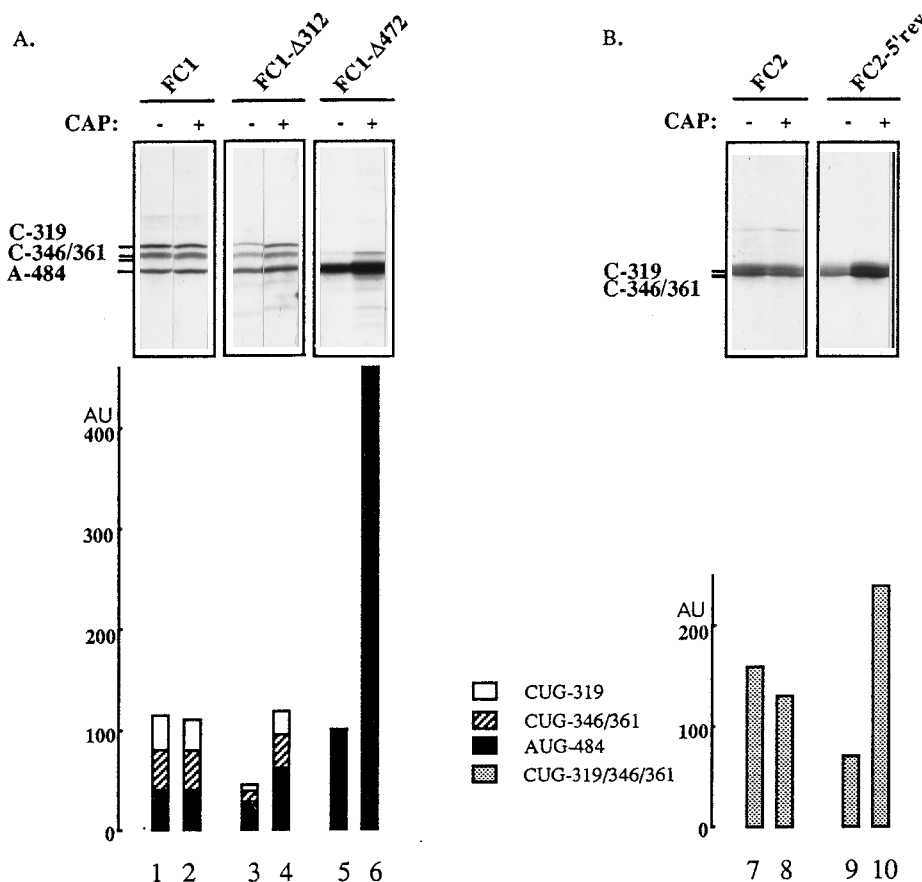 A.
FC1 FC1-Δ312 FC1-Δ472
CAP: - + - + - +
C-319
C-346/361
A-484
AU
400
300
200
100
0
1 2 3 4 5 6
B.
FC2 FC2-5'rev
CAP: - + - +
C-319
C-346/361
CUG-319
CUG-346/361
AUG-484
CUG-319/346/361
AU
200
100
0
7 8 9 10